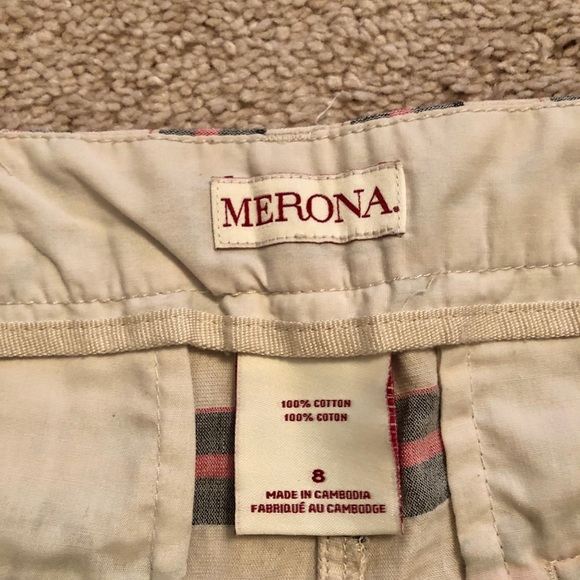 MERONA.
100% COTTON
100% COTON
8
MADE IN CAMBODIA
FABRIQUÉ AU CAMBODGE